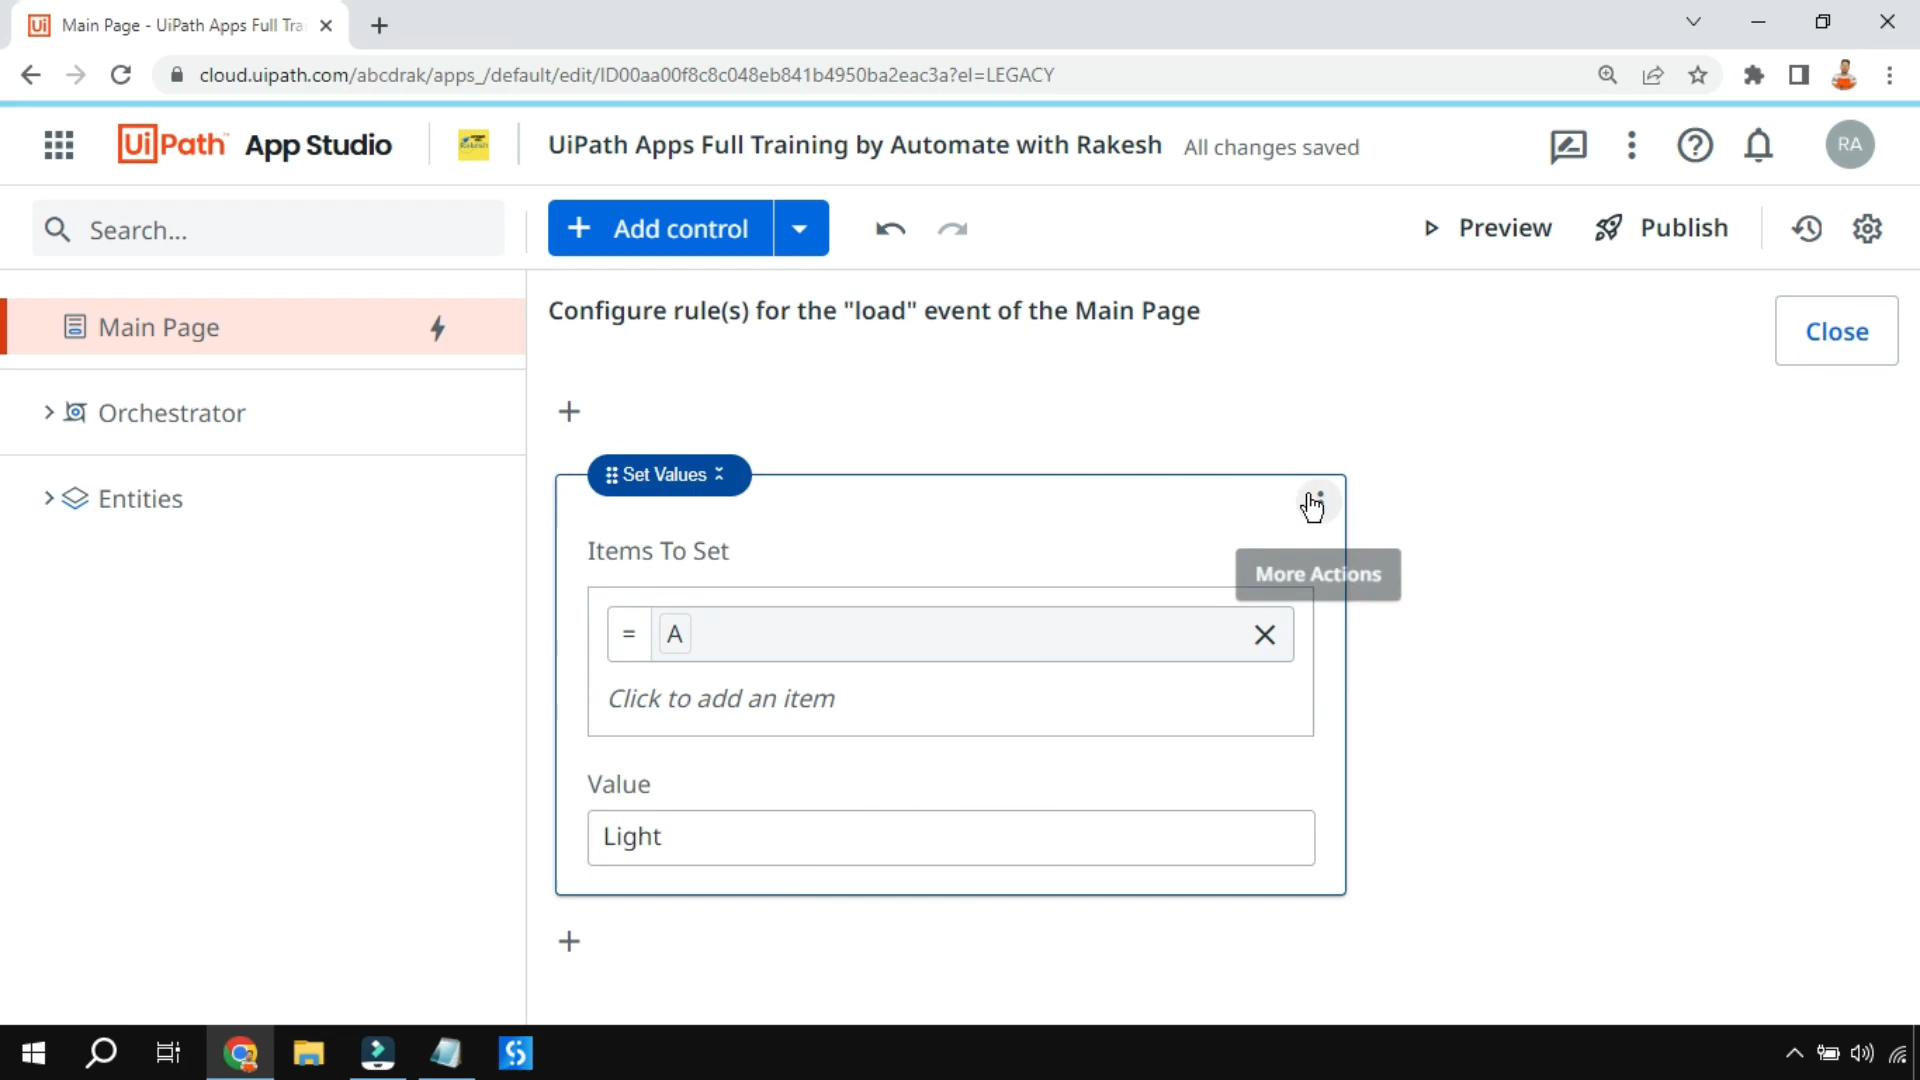 Main Page - UiPath Apps Full Tra
cloud.uipath.com/abcdrak/apps_/default/edit/ID00aa00f8c8c048eb841b4950ba2eac3a?el=LEGACY
UiPath App Studio
Rakesh
UiPath Apps Full Training by Automate with Rakesh
All changes saved
RA
Search...
Add control
Preview
Publish
Main Page
Configure rule(s) for the "load" event of the Main Page
Close
Orchestrator
Entities
Set Values
Items To Set
More Actions
= A
Click to add an item
Value
Light